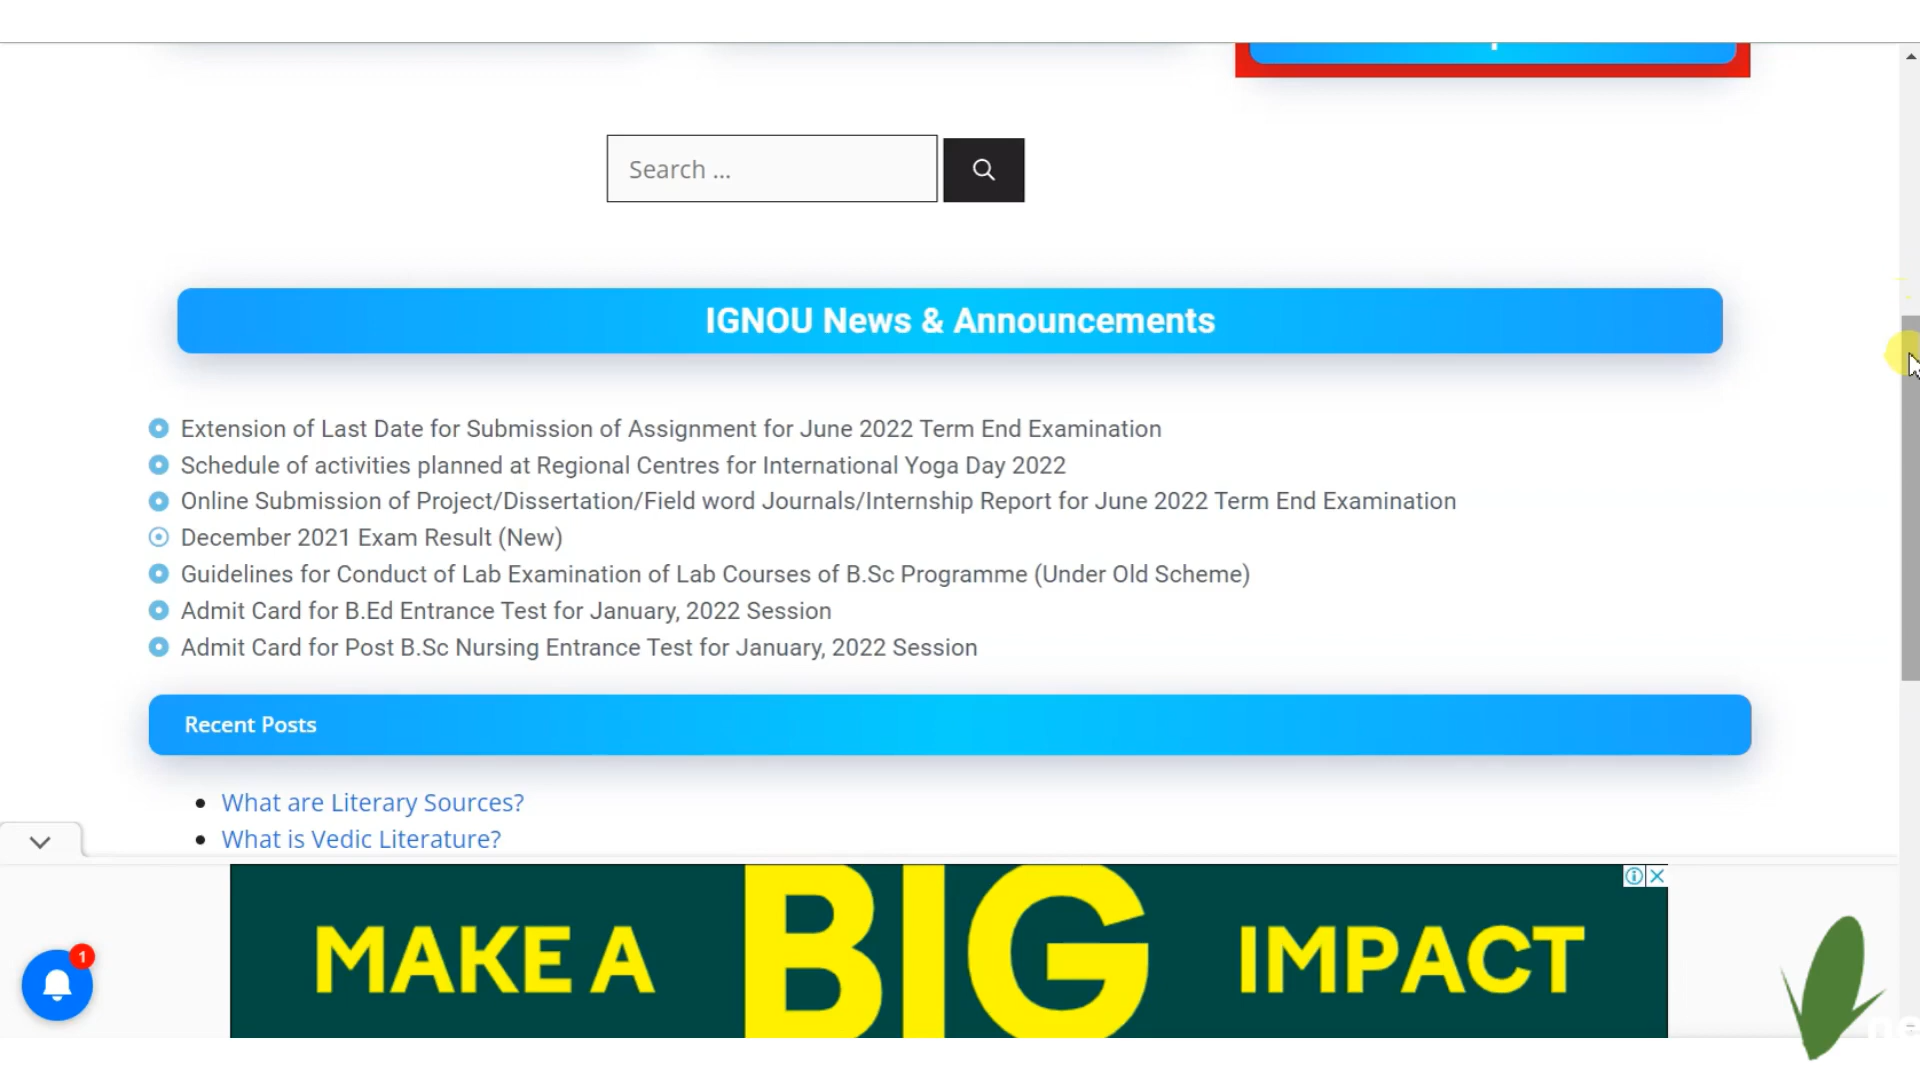 Search ...
IGNOU News & Announcements
Extension of Last Date for Submission of Assignment for June 2022 Term End Examination
Schedule of activities planned at Regional Centres for International Yoga Day 2022
Online Submission of Project/Dissertation/Field word Journals/Internship Report for June 2022 Term End Examination
December 2021 Exam Result (New)
Guidelines for Conduct of Lab Examination of Lab Courses of B.Sc Programme (Under Old Scheme)
Admit Card for B.Ed Entrance Test for January, 2022 Session
Admit Card for Post B.Sc Nursing Entrance Test for January, 2022 Session
Recent Posts
What are Literary Sources?
What is Vedic Literature?
MAKE A BIG IMPACT
1